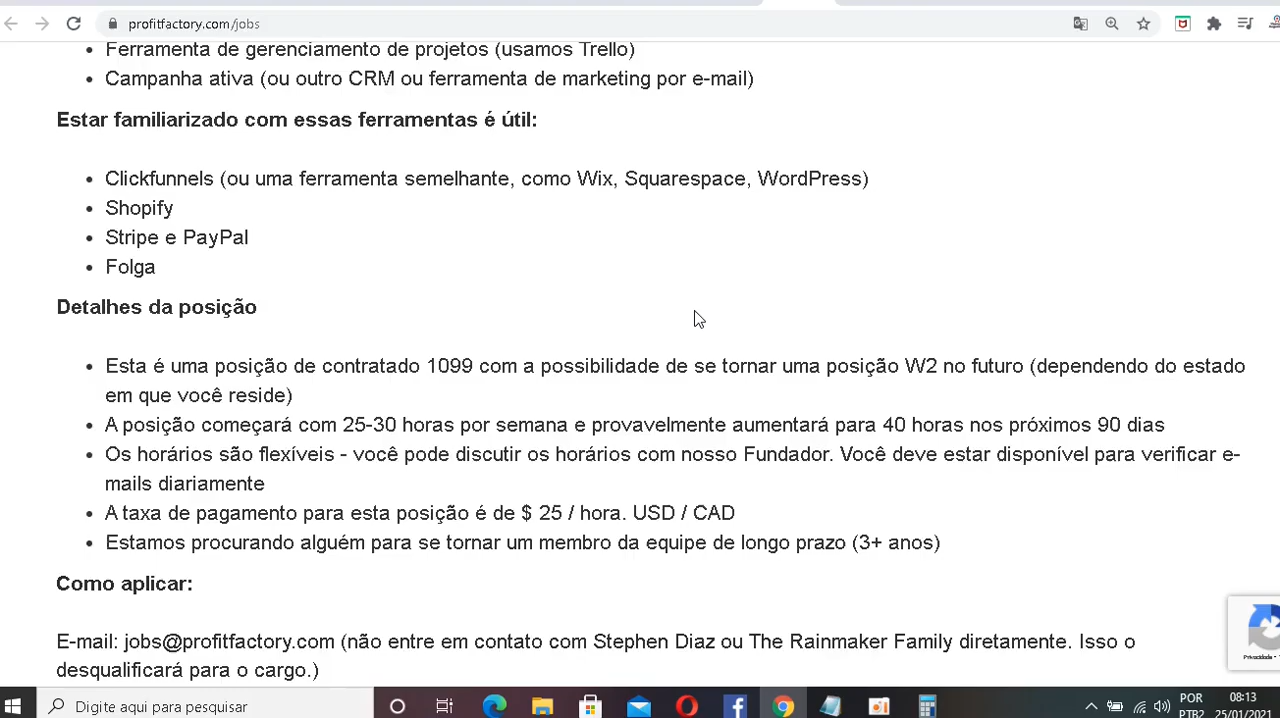 profitfactory.com/jobs
Ferramenta de gerenciamento de projetos (usamos Trello)
Campanha ativa (ou outro CRM ou ferramenta de marketing por e-mail)
Estar familiarizado com essas ferramentas é útil:
Clickfunnels (ou uma ferramenta semelhante, como Wix, Squarespace, WordPress)
Shopify
Stripe e PayPal
Folga
Detalhes da posição
Esta é uma posição de contratado 1099 com a possibilidade de se tornar uma posição W2 no futuro (dependendo do estado
em que você reside)
A posição começará com 25-30 horas por semana e provavelmente aumentará para 40 horas nos próximos 90 dias
Os horários são flexíveis - você pode discutir os horários com nosso Fundador. Você deve estar disponível para verificar e-
mails diariamente
A taxa de pagamento para esta posição é de $ 25 / hora. USD / CAD
Estamos procurando alguém para se tornar um membro da equipe de longo prazo (3+ anos)
Como aplicar:
E-mail: jobs@profitfactory.com (não entre em contato com Stephen Diaz ou The Rainmaker Family diretamente. Isso o
desqualificará para o cargo.)
Privacidade
Digite aqui para pesquisar
POR
PTB2
08:13
25/01/2021